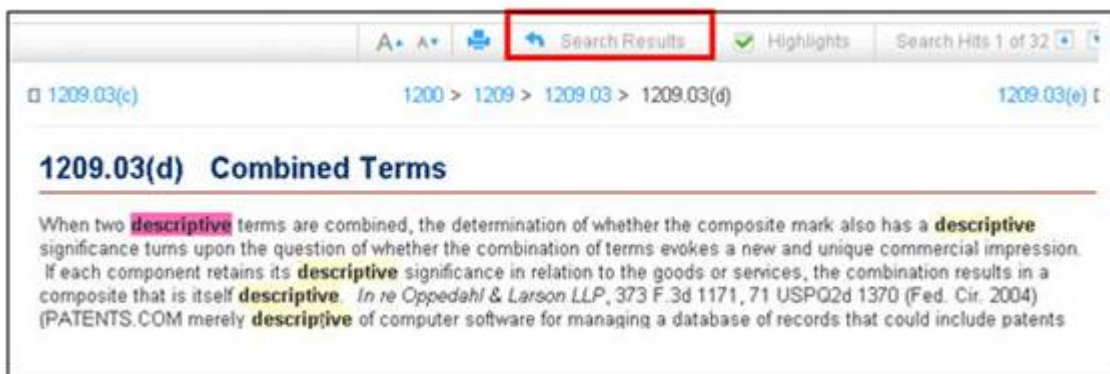 A A Search Results Highlights Search Hits 1 of 32
1209.03(c) 1200 > 1209 > 1209.03 > 1209.03(d) 1209.03(e)
1209.03(d) Combined Terms
When two descriptive terms are combined, the determination of whether the composite mark also has a descriptive
significance turns upon the question of whether the combination of terms evokes a new and unique commercial impression.
If each component retains its descriptive significance in relation to the goods or services, the combination results in a
composite that is itself descriptive. In re Oppedahl & Larson LLP, 373 F.3d 1171, 71 USPQ2d 1370 (Fed. Cir. 2004)
(PATENTS.COM merely descriptive of computer software for managing a database of records that could include patents